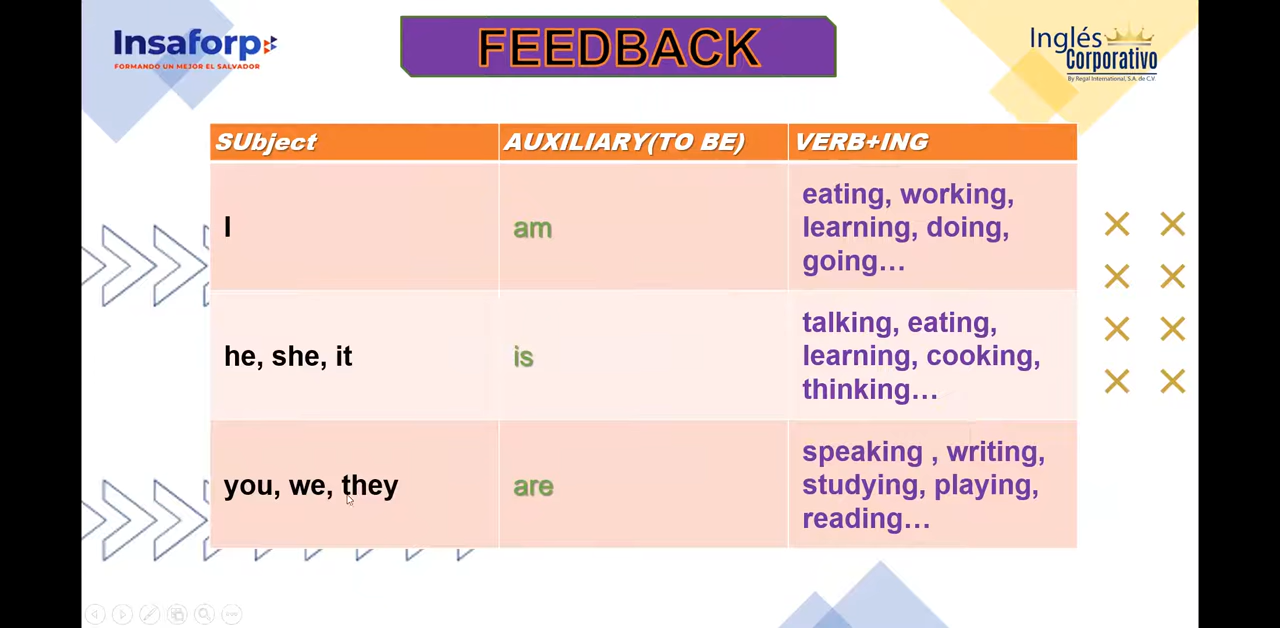 Insaforp
FORMANDO UN MEJOR EL SALVADOR
FEEDBACK
Inglés
Corporativo
By Regal International, S.A. de C.V.
SUbject AUXILIARY(TO BE) VERB+ING
I am eating, working,
learning, doing,
going…
he, she, it is talking, eating,
learning, cooking,
thinking…
you, we, they are speaking , writing,
studying, playing,
reading…